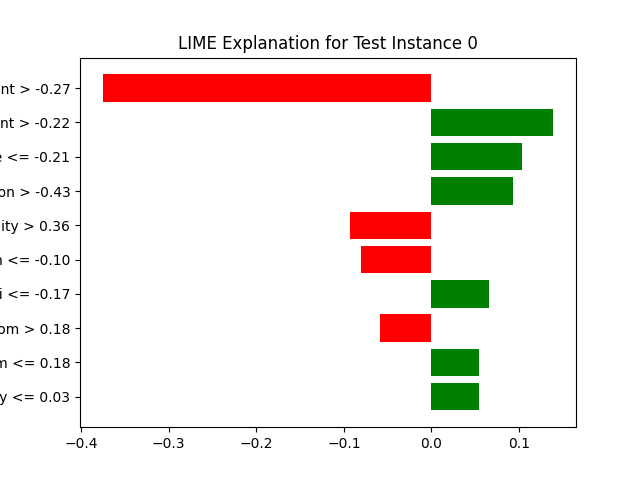 LIME Explanation for Test Instance 0
nt > -0.27
nt > -0.22
e <= -0.21
on > -0.43
ity > 0.36
<= -0.10
i <= -0.17
om > 0.18
m <= 0.18
y <= 0.03
−0.4 −0.3 −0.2 −0.1 0.0 0.1